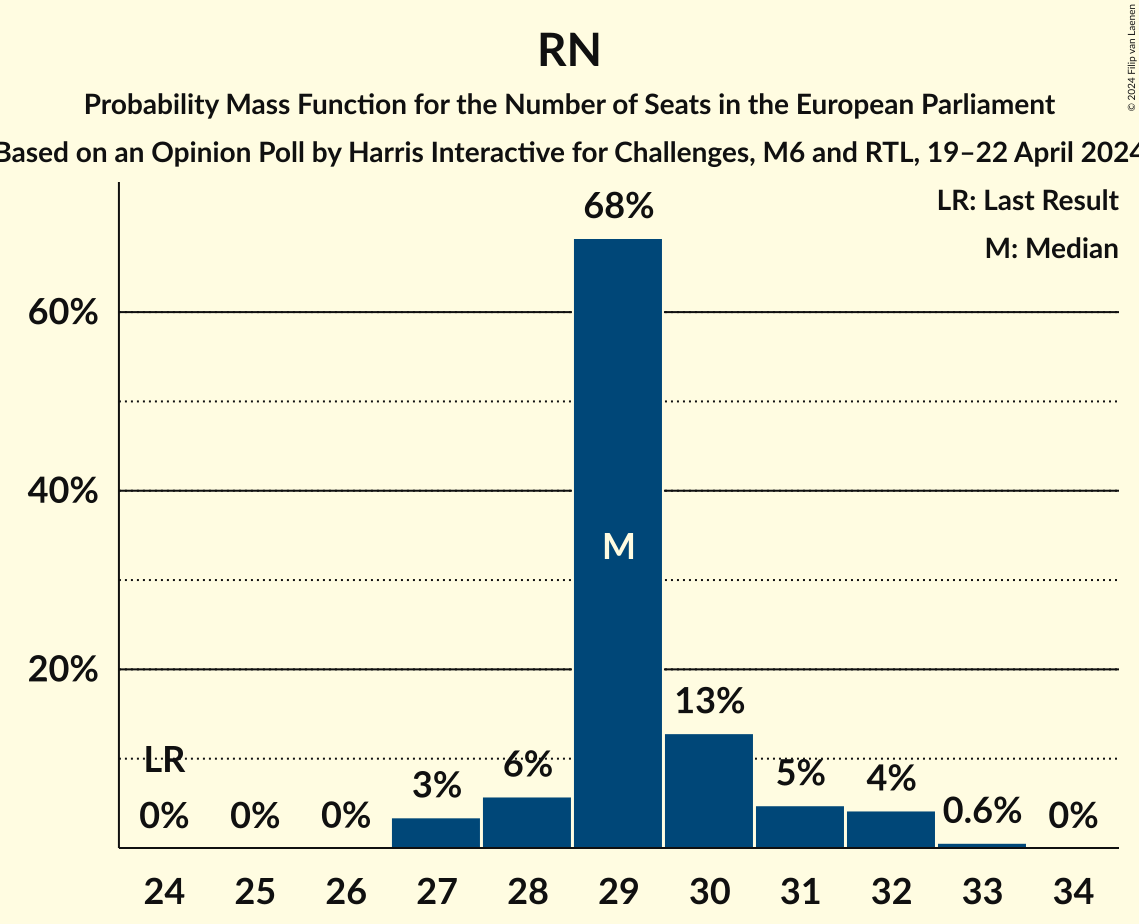 RN
Probability Mass Function for the Number of Seats in the European Parliament
Based on an Opinion Poll by Harris Interactive for Challenges, M6 and RTL, 19–22 April 2024
© 2024 Filip van Laenen
LR: Last Result
M: Median
68%
60%
40%
M
20%
13%
LR
6%
5%
4%
3%
0.6%
0%
0%
0%
0%
24 25 26 27 28 29 30 31 32 33 34